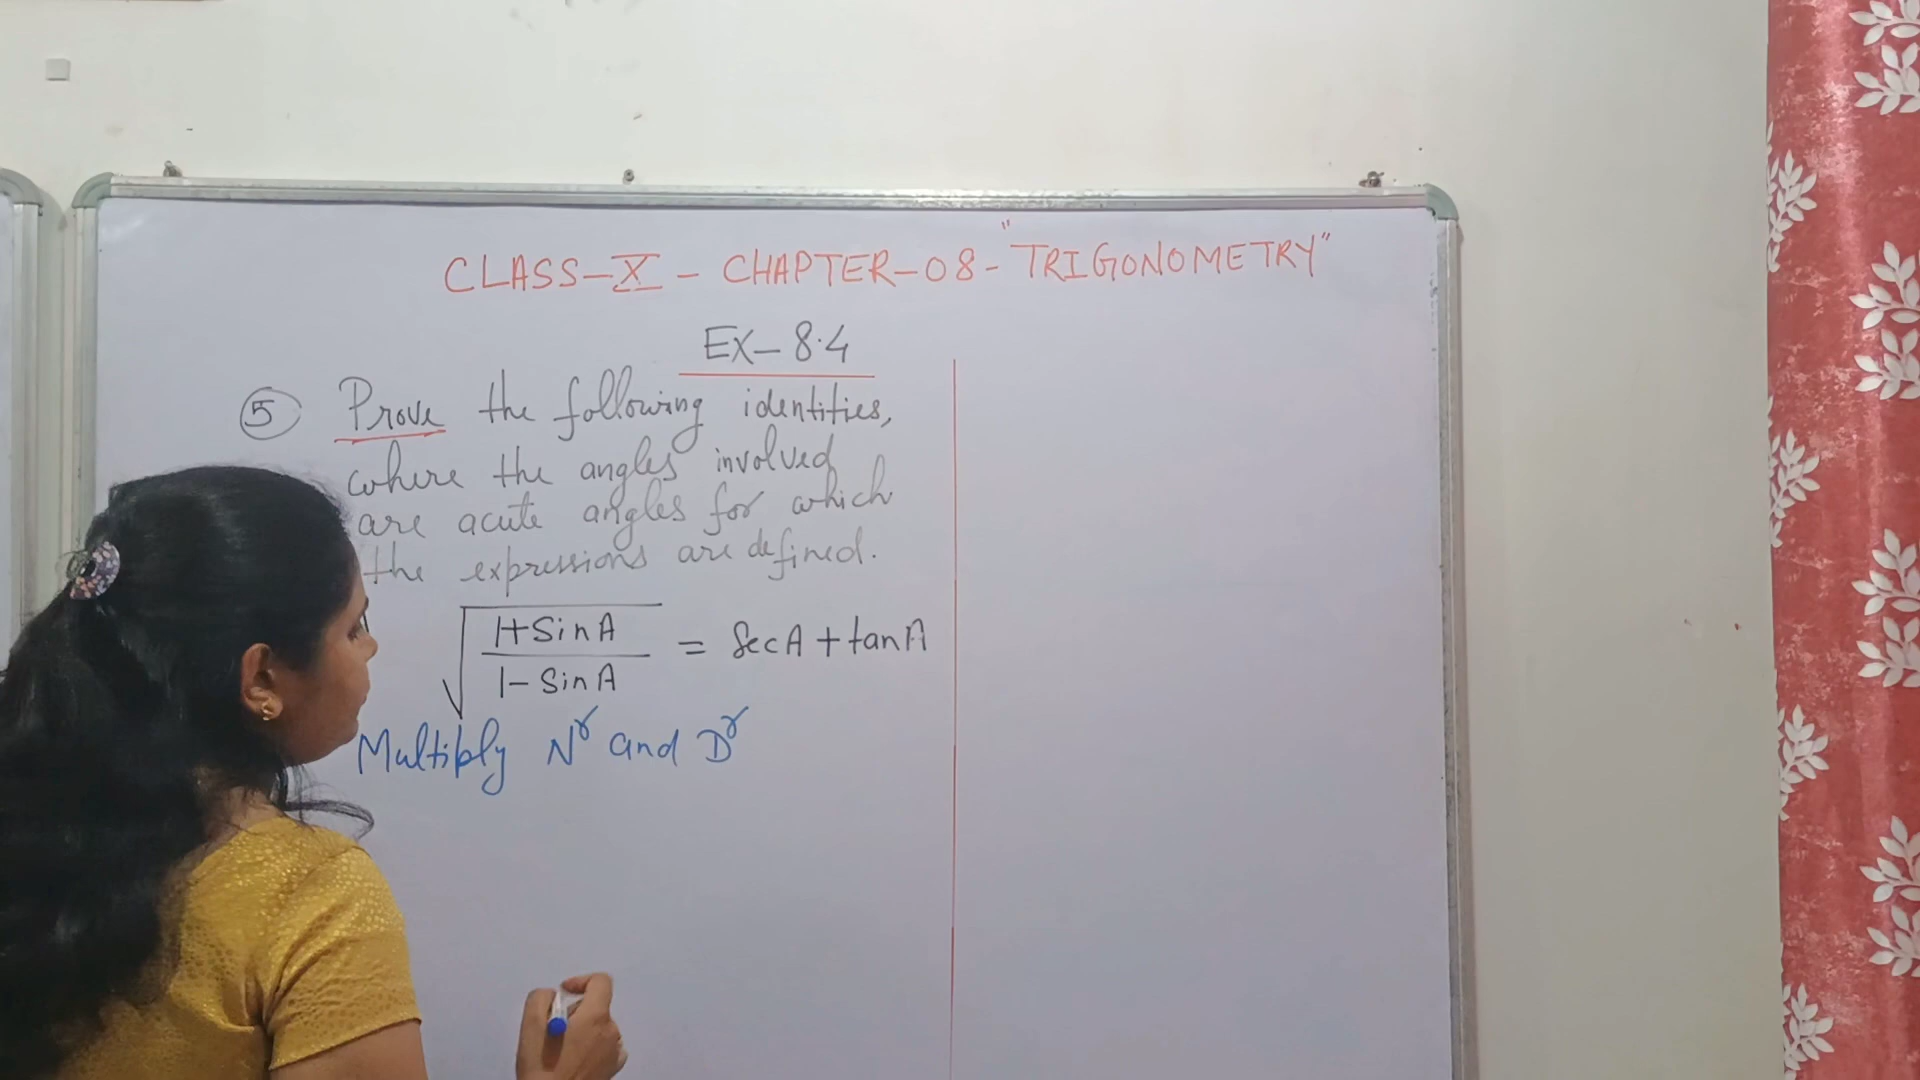 CLASS-X - CHAPTER-08- "TRIGONOMETRY"
EX-8.4
⑤ Prove the following identities,
where the angles involved
are acute angles for which
the expressions are defined.
√((1+SinA)/(1-SinA)) = SecA+tanA
Multiply Nʳ and Dʳ